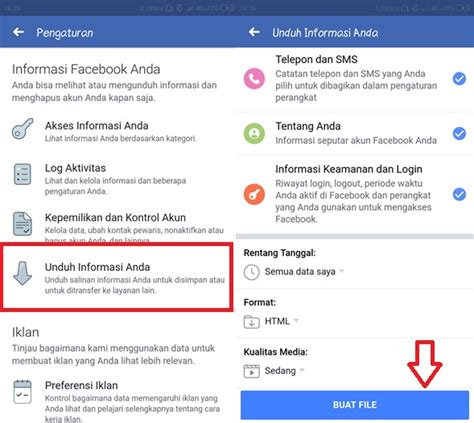 Pengaturan
Informasi Facebook Anda
Anda bisa melihat atau mengunduh informasi dan
menghapus akun Anda kapan saja.
Akses Informasi Anda
Lihat informasi Anda berdasarkan kategori.
Log Aktivitas
Lihat dan kelola informasi dan beberapa
pengaturan Anda.
Kepemilikan dan Kontrol Akun
Kelola data, ubah kontak pewaris, nonaktifkan atau
hapus akun Anda, dan lainnya.
Unduh Informasi Anda
Unduh salinan informasi Anda untuk disimpan atau
untuk ditransfer ke layanan lain.
Iklan
Tinjau bagaimana kami menggunakan data untuk
membuat iklan yang Anda lihat lebih relevan.
Preferensi Iklan
Kontrol bagaimana data memengaruhi iklan yang
Anda lihat dan pelajari selengkapnya tentang cara
kerja iklan.
Unduh Informasi Anda
Telepon dan SMS
Catatan telepon dan SMS yang Anda
pilih untuk dibagikan dalam pengaturan
perangkat
Tentang Anda
Informasi seputar akun Facebook Anda
Informasi Keamanan dan Login
Riwayat login, logout, periode waktu
Anda aktif di Facebook dan perangkat
yang Anda gunakan untuk mengakses
Facebook.
Rentang Tanggal:
Semua data saya
Format:
HTML
Kualitas Media:
Sedang
BUAT FILE